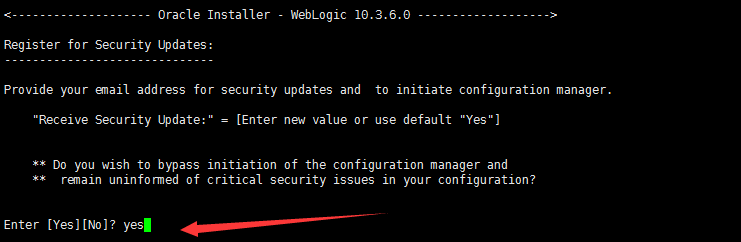 <-------------------- Oracle Installer - WebLogic 10.3.6.0 ------------------->
Register for Security Updates:
------------------------------
Provide your email address for security updates and  to initiate configuration manager.
"Receive Security Update:" = [Enter new value or use default "Yes"]
** Do you wish to bypass initiation of the configuration manager and
**  remain uninformed of critical security issues in your configuration?
Enter [Yes][No]? yes